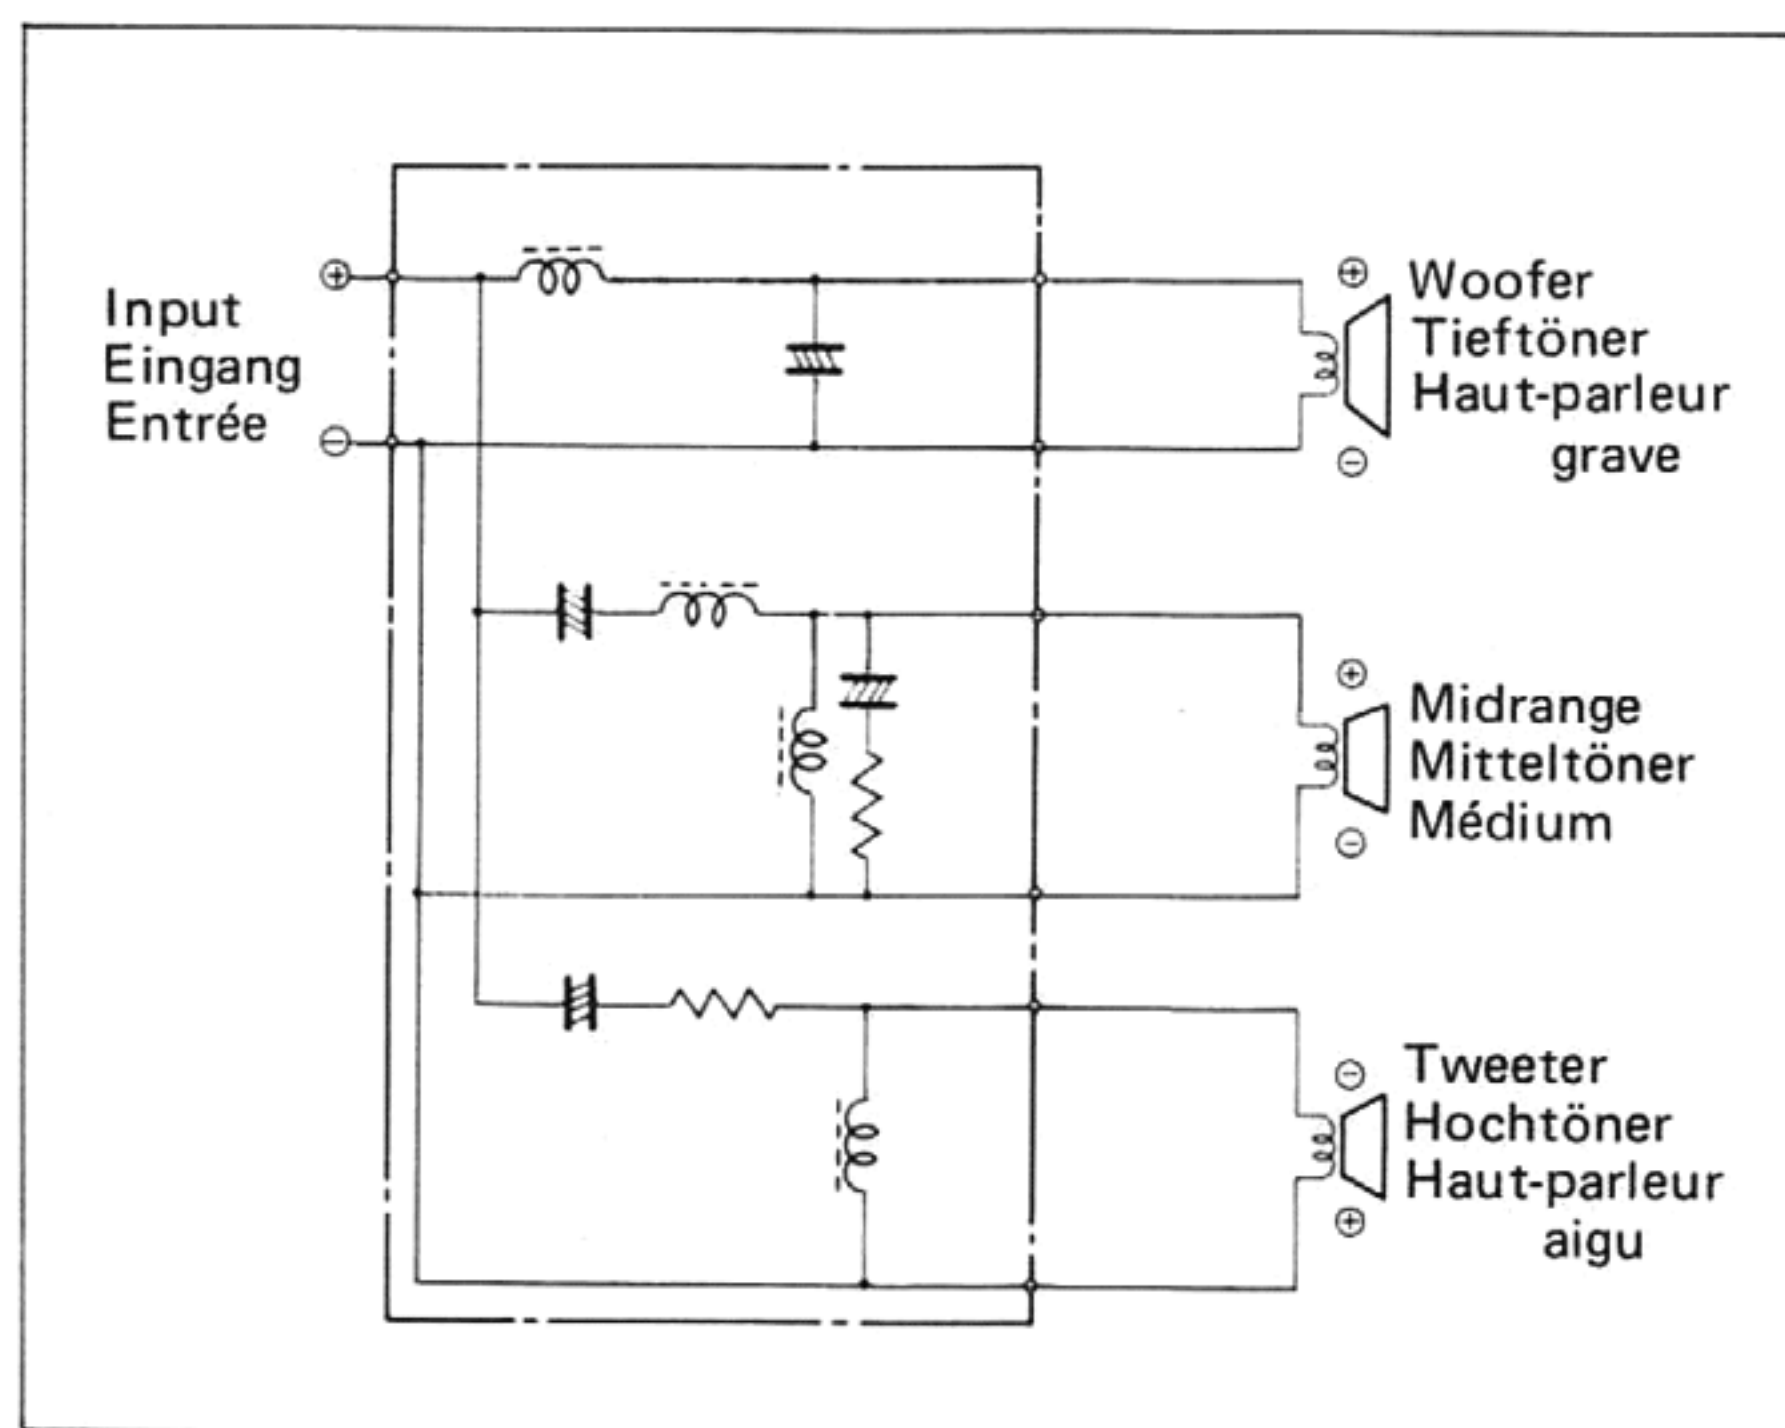 Input
Eingang
Entrée
⊕
⊖
⊕
Woofer
Tieftöner
Haut-parleur
grave
⊖
⊕
Midrange
Mitteltöner
Médium
⊖
⊖
Tweeter
Hochtöner
Haut-parleur
aigu
⊕